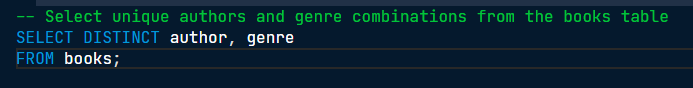 -- Select unique authors and genre combinations from the books table
SELECT DISTINCT author, genre
FROM books;